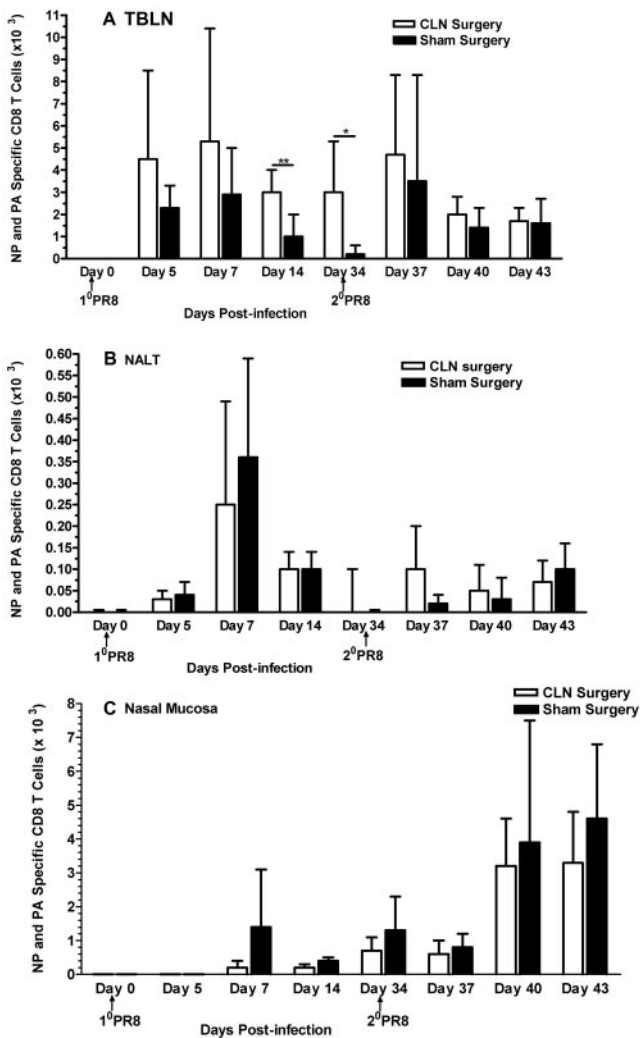 A TBLN
CLN Surgery
Sham Surgery
NP and PA Specific CD8 T Cells (x10 3)
11
10
9
8
7
6
5
4
3
2
1
0
** *
Day 0 Day 5 Day 7 Day 14 Day 34 Day 37 Day 40 Day 43
1⁰PR8 2⁰PR8
Days Post-infection
B NALT
CLN surgery
Sham Surgery
NP and PA Specific CD8 T Cells (x10 3)
0.60
0.55
0.50
0.45
0.40
0.35
0.30
0.25
0.20
0.15
0.10
0.05
0.00
Day 0 Day 5 Day 7 Day 14 Day 34 Day 37 Day 40 Day 43
1⁰PR8 2⁰PR8
Days Post-infection
C Nasal Mucosa
CLN Surgery
Sham Surgery
NP and PA Specific CD8 T Cells (x 10 3)
8
7
6
5
4
3
2
1
0
Day 0 Day 5 Day 7 Day 14 Day 34 Day 37 Day 40 Day 43
1⁰PR8 2⁰PR8
Days Post-infection